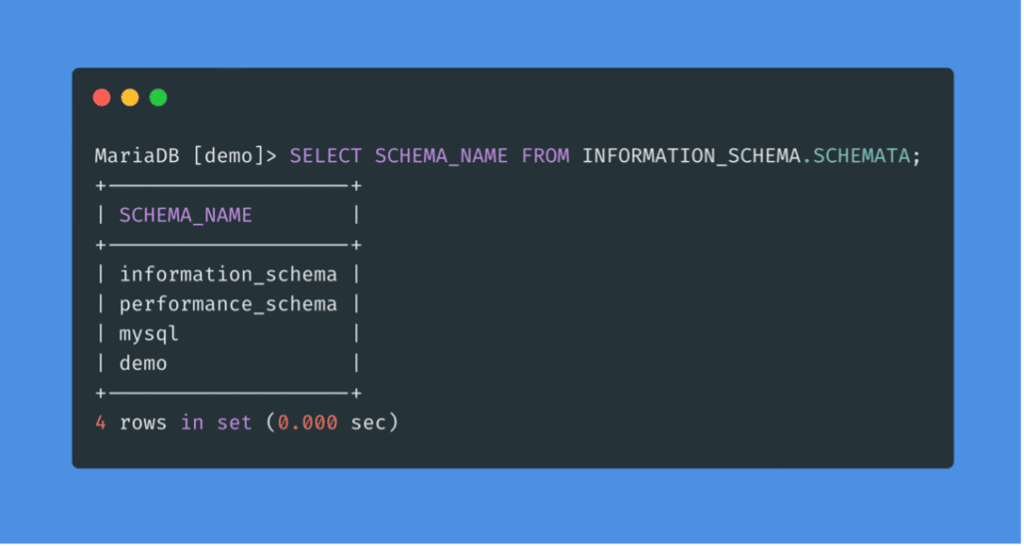 MariaDB [demo]> SELECT SCHEMA_NAME FROM INFORMATION_SCHEMA.SCHEMATA;
+--------------------+
| SCHEMA_NAME        |
+--------------------+
| information_schema |
| performance_schema |
| mysql              |
| demo               |
+--------------------+
4 rows in set (0.000 sec)